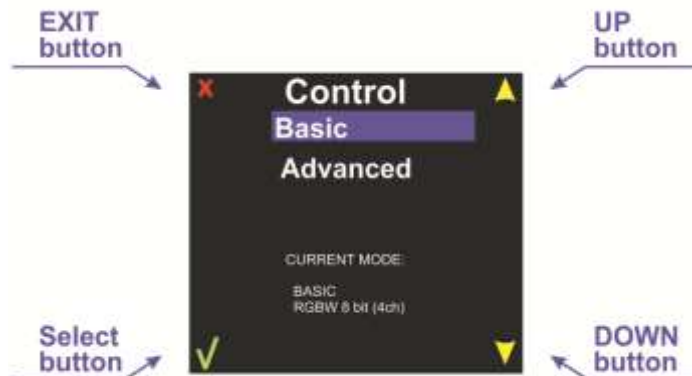 EXIT
button
UP
button
X
Control
Basic
Advanced
CURRENT MODE:
BASIC
RGBW 8 bit (4ch)
Select
button
DOWN
button